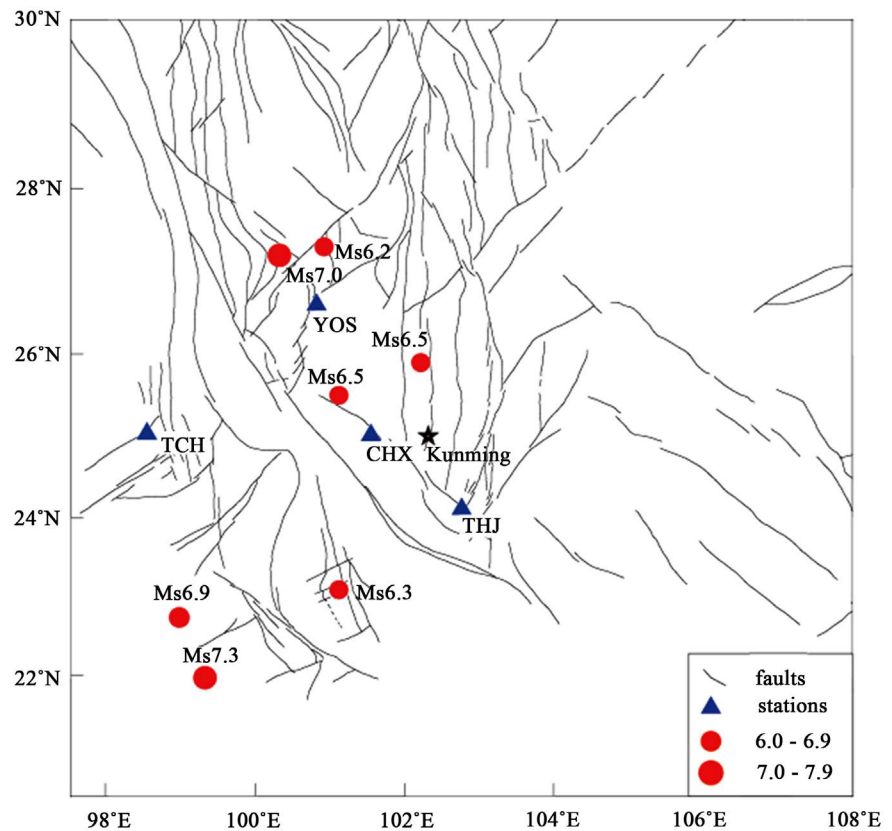 30˚N
28˚N
Ms6.2
Ms7.0
YOS
26˚N
Ms6.5
Ms6.5
TCH
CHX
Kunming
24˚N
THJ
Ms6.9
Ms6.3
Ms7.3
22˚N
faults
stations
6.0 - 6.9
7.0 - 7.9
98˚E
100˚E
102˚E
104˚E
106˚E
108˚E